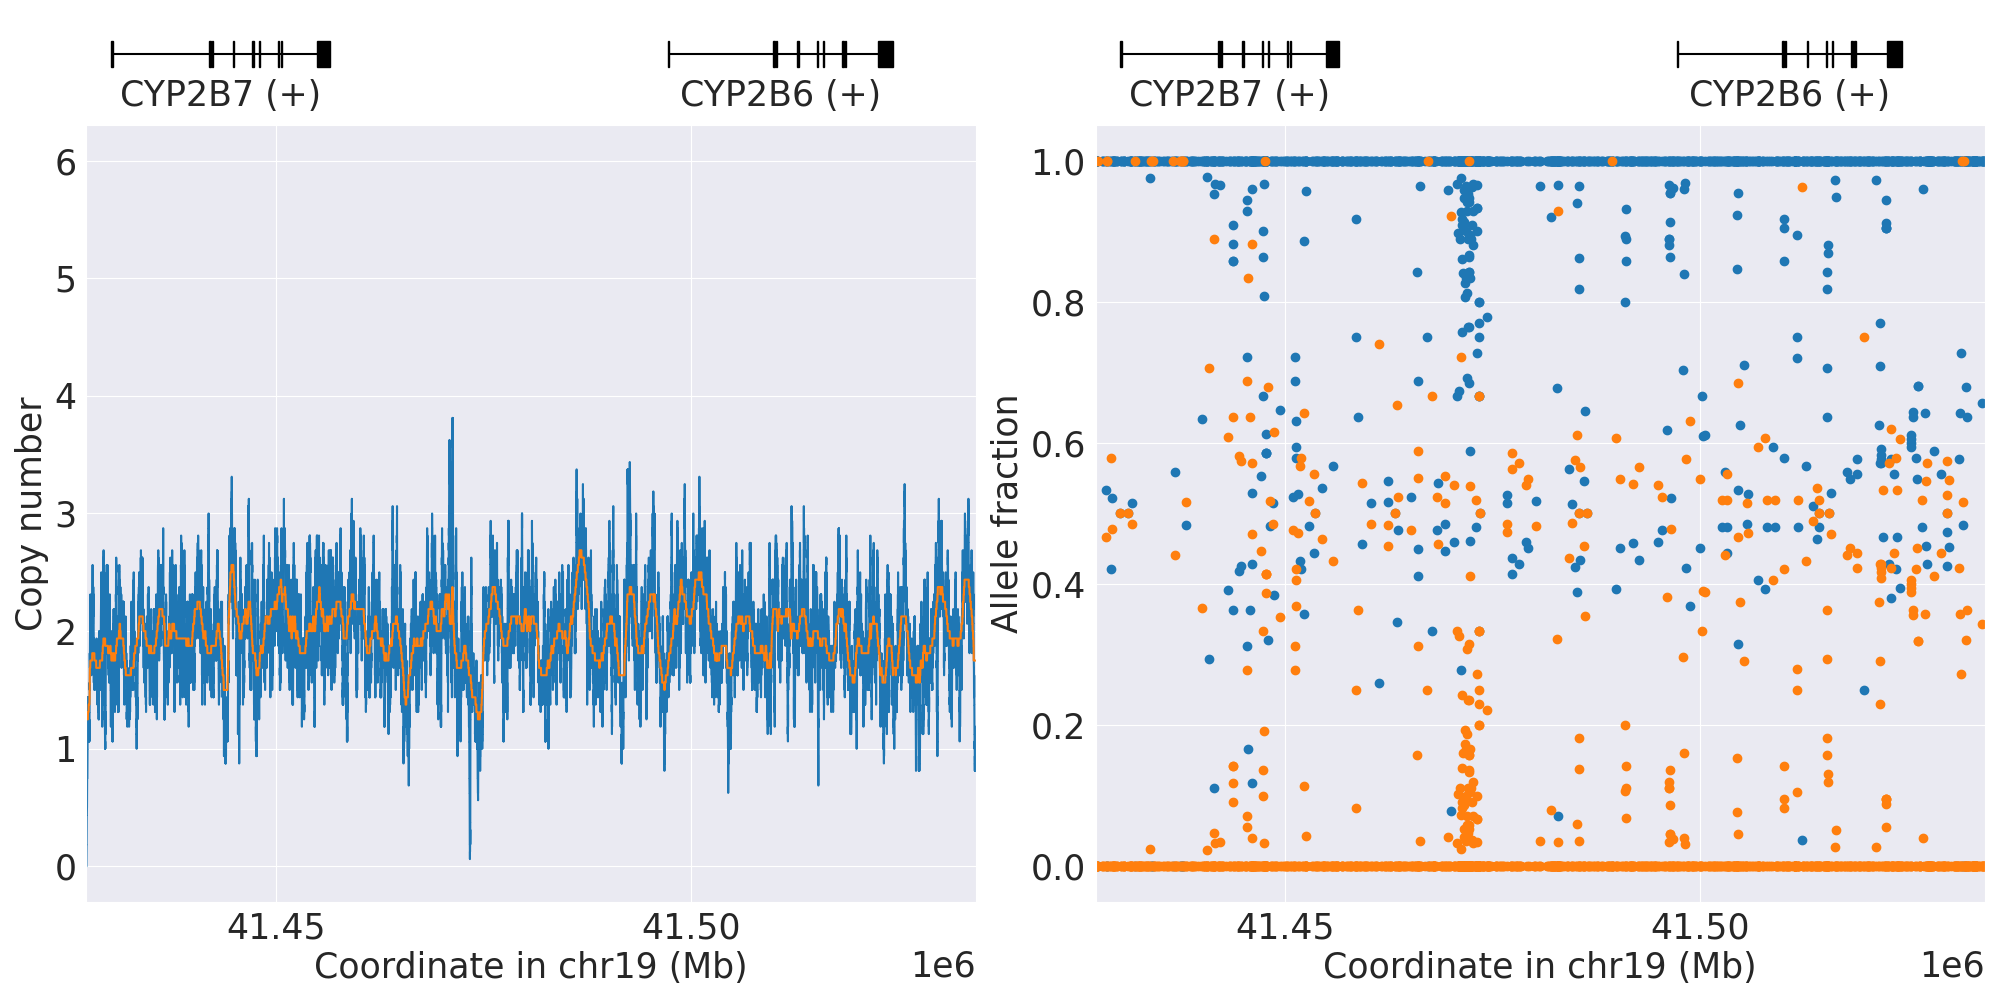 CYP2B7 (+) CYP2B6 (+)
6
5
4
3
2
1
0
Copy number
41.45 41.50
Coordinate in chr19 (Mb) 1e6
CYP2B7 (+) CYP2B6 (+)
1.0
0.8
0.6
0.4
0.2
0.0
Allele fraction
41.45 41.50
Coordinate in chr19 (Mb) 1e6